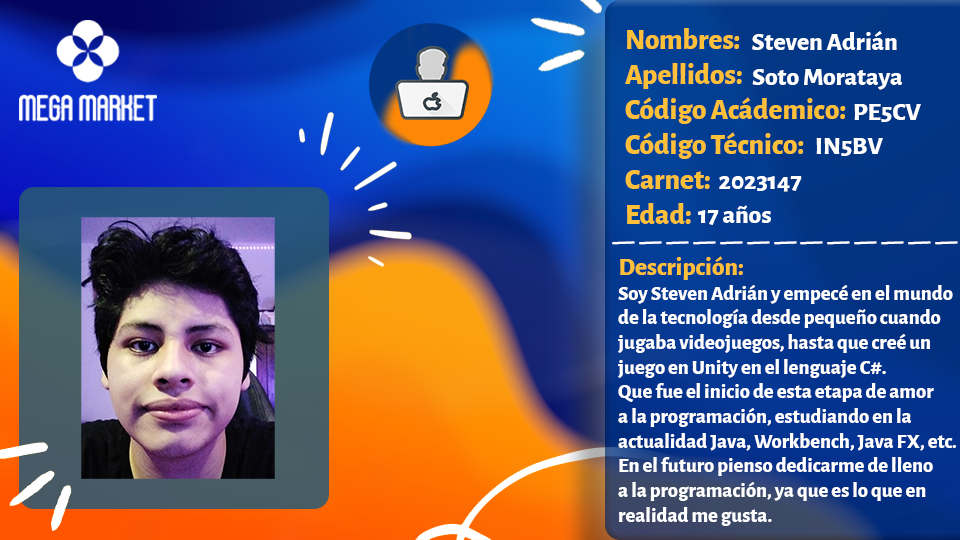 MEGA MARKET
Nombres: Steven Adrián
Apellidos: Soto Morataya
Código Acádemico: PE5CV
Código Técnico: IN5BV
Carnet: 2023147
Edad: 17 años
Descripción:
Soy Steven Adrián y empecé en el mundo
de la tecnología desde pequeño cuando
jugaba videojuegos, hasta que creé un
juego en Unity en el lenguaje C#.
Que fue el inicio de esta etapa de amor
a la programación, estudiando en la
actualidad Java, Workbench, Java FX, etc.
En el futuro pienso dedicarme de lleno
a la programación, ya que es lo que en
realidad me gusta.